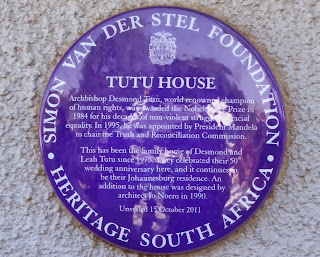 SIMON VAN DER STEL FOUNDATION
TUTU HOUSE
Archbishop Desmond Tutu, world renowned champion
of human rights, was awarded the Nobel Peace Prize in
1984 for his decades of non-violent struggle for racial
equality. In 1995, he was appointed by President Mandela
to chair the Truth and Reconciliation Commission.
This has been the family home of Desmond and
Leah Tutu since 1975. They celebrated their 50
wedding anniversary here, and it continues to
be their Johannesburg residence. An
addition to the house was designed by
architect Jo Noero in 1990.
Unveiled 15 October 2011
• HERITAGE SOUTH AFRICA •